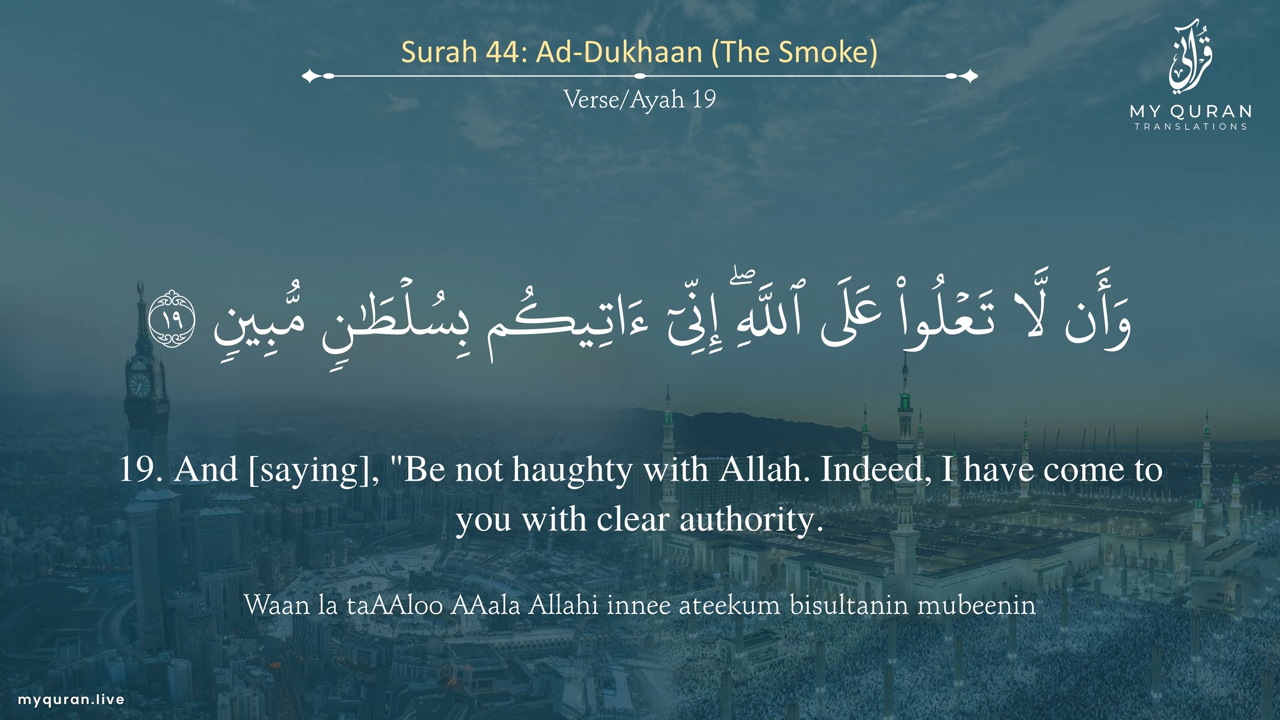 Surah 44: Ad-Dukhaan (The Smoke)
Verse/Ayah 19
قرآني
MY QURAN
TRANSLATIONS
وَأَن لَّا تَعْلُوا۟ عَلَى ٱللَّهِ ۖ إِنِّىٓ ءَاتِيكُم بِسُلْطَـٰنٍ مُّبِينٍ ١٩
19. And [saying], "Be not haughty with Allah. Indeed, I have come to
you with clear authority.
Waan la taAAloo AAala Allahi innee ateekum bisultanin mubeenin
myquran.live